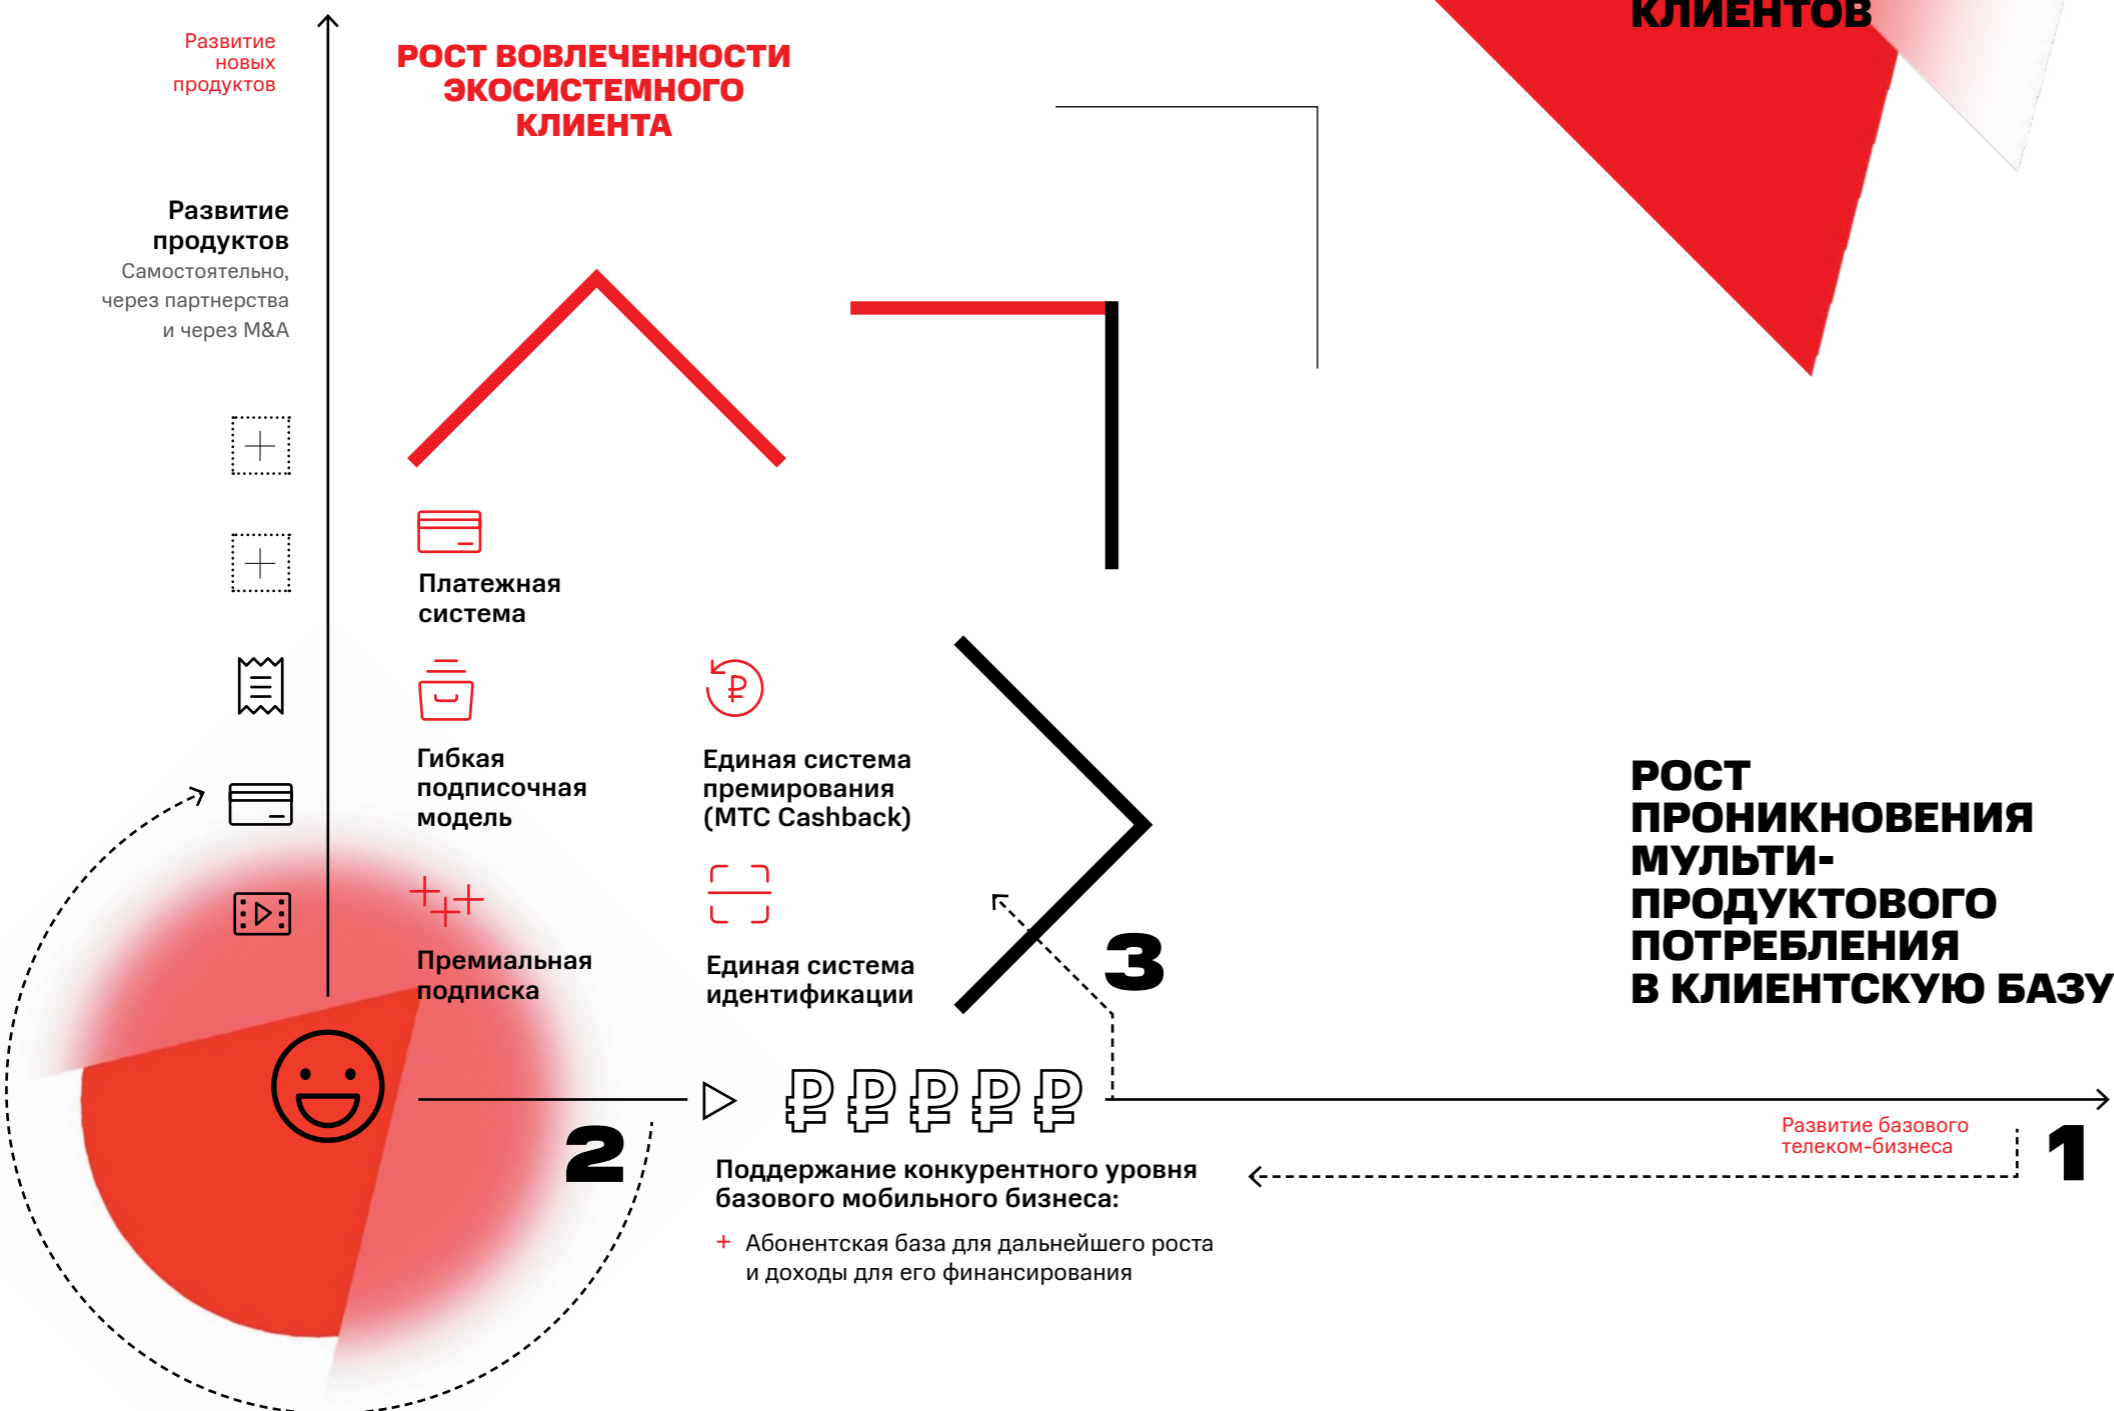 КЛИЕНТОВ
Развитие
новых
продуктов
РОСТ ВОВЛЕЧЕННОСТИ
ЭКОСИСТЕМНОГО
КЛИЕНТА
Развитие
продуктов
Самостоятельно,
через партнерства
и через M&A
Платежная
система
Гибкая
подписочная
модель
Единая система
премирования
(МТС Cashback)
Премиальная
подписка
Единая система
идентификации
РОСТ
ПРОНИКНОВЕНИЯ
МУЛЬТИ-
ПРОДУКТОВОГО
ПОТРЕБЛЕНИЯ
В КЛИЕНТСКУЮ БАЗУ
3
₽ ₽ ₽ ₽ ₽
2
Развитие базового
телеком-бизнеса
1
Поддержание конкурентного уровня
базового мобильного бизнеса:
+ Абонентская база для дальнейшего роста
и доходы для его финансирования